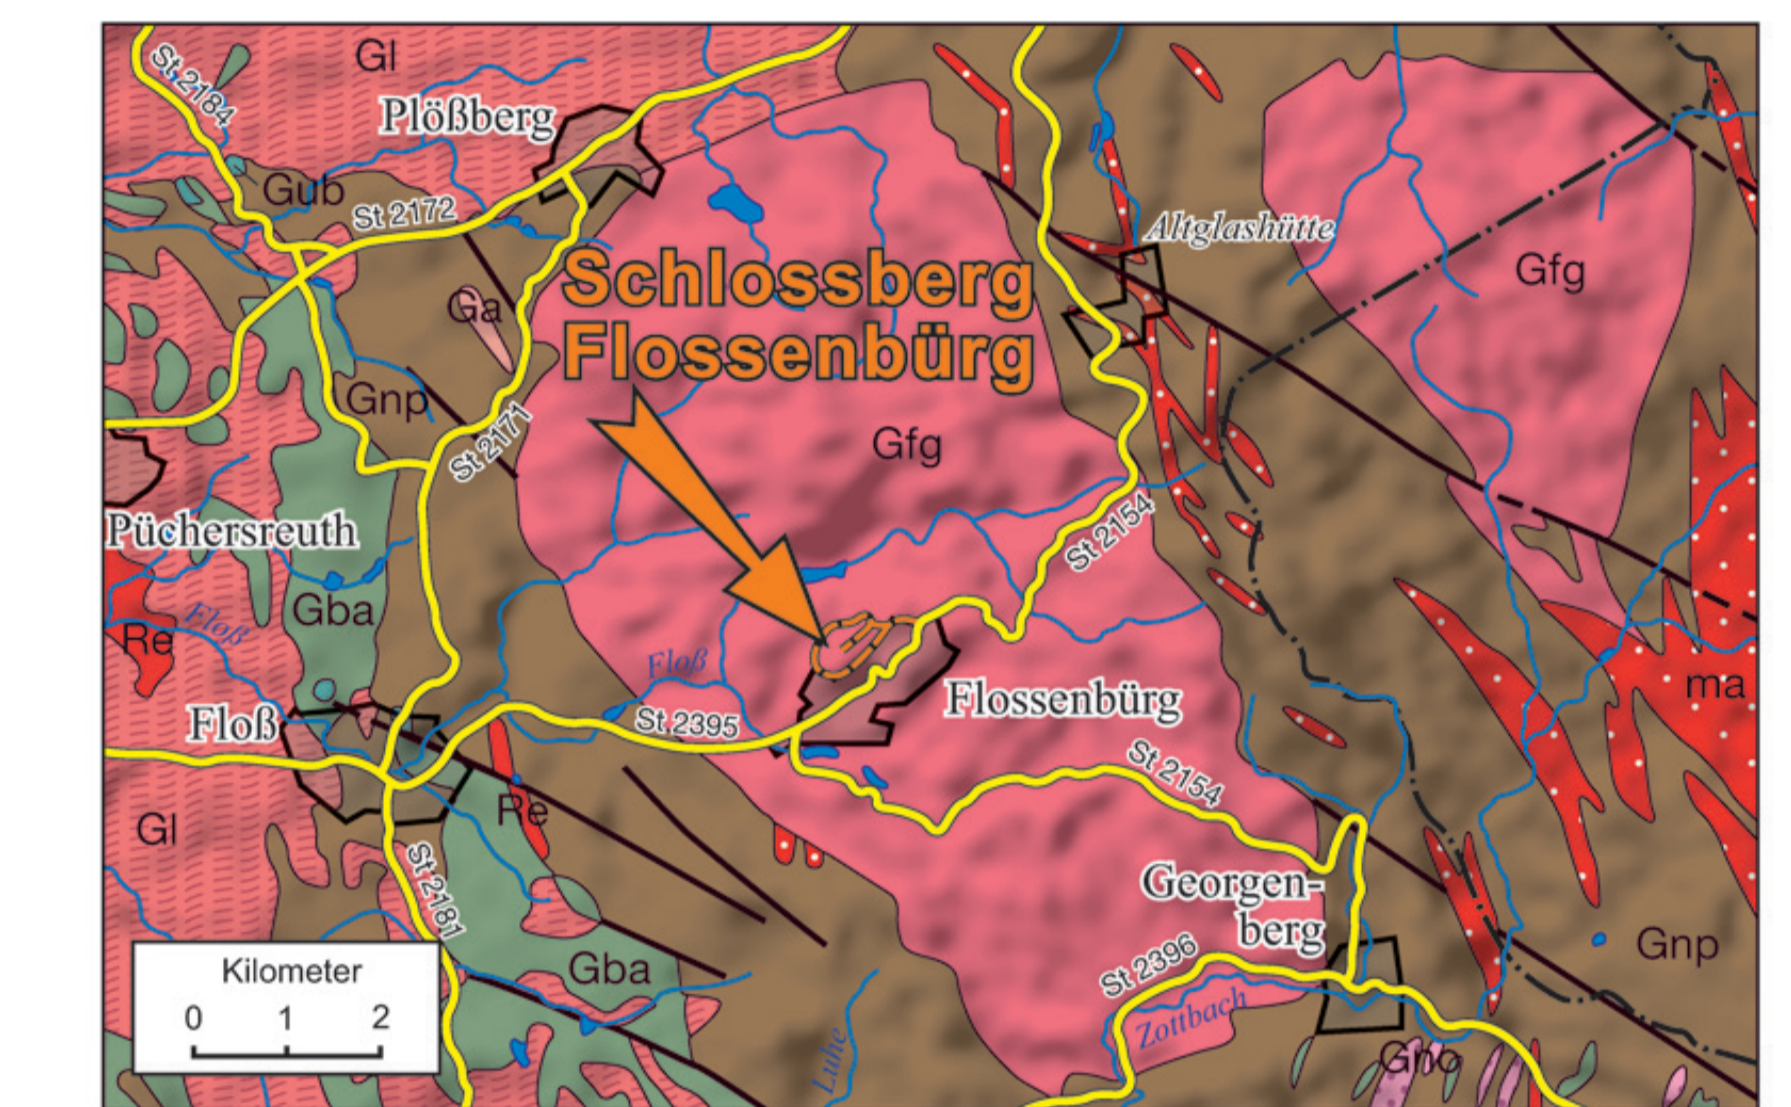 Gl
St 2184
Plößberg
Gub
St 2172
Altglashütte
Schlossberg
Flossenbürg
Gfg
Ga
Gnp
St 2171
Gfg
Püchersreuth
St 2154
Gba
Floß
Re
Floß
Flossenbürg
ma
Floß
St 2395
St 2154
Re
Gl
St 2181
Georgen-
berg
Gnp
St 2396
Gba
Zottbach
Luhe
Kilometer
0 1 2